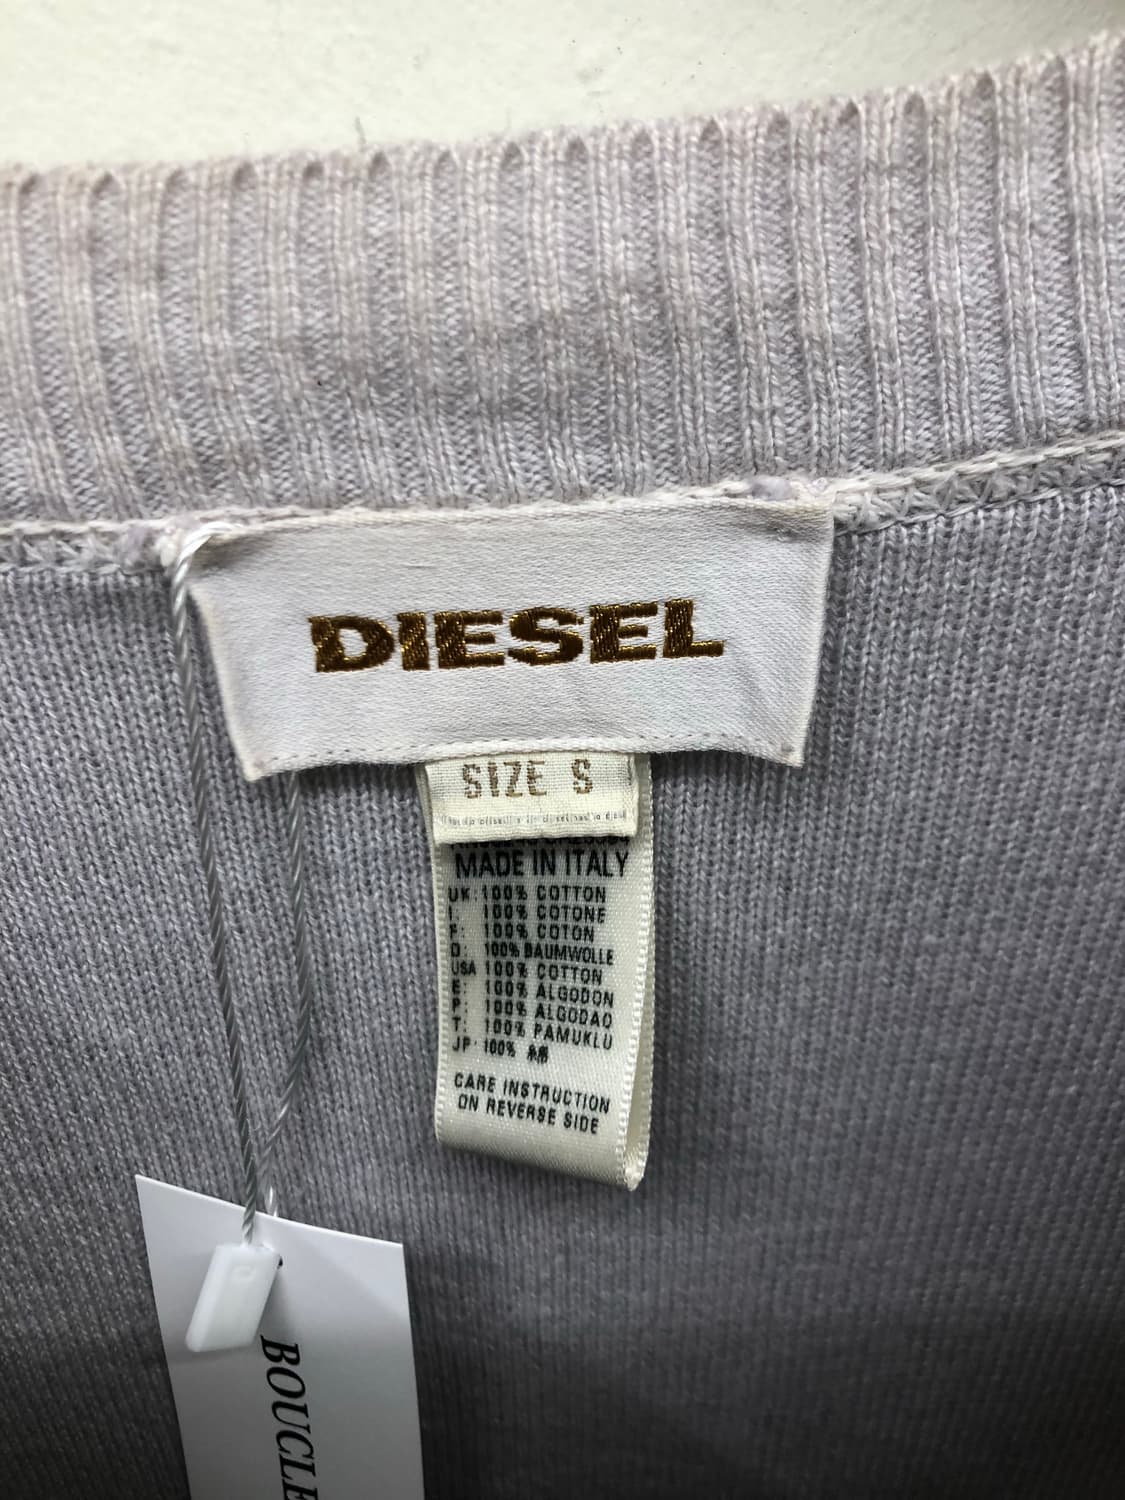 DIESEL
SIZE S
MADE IN ITALY
UK: 100% COTTON
I: 100% COTONE
F: 100% COTON
D: 100% BAUMWOLLE
USA 100% COTTON
E: 100% ALGODON
P: 100% ALGODAO
T: 100% PAMUKLU
JP: 100% 綿
CARE INSTRUCTION
ON REVERSE SIDE
BOUCLE